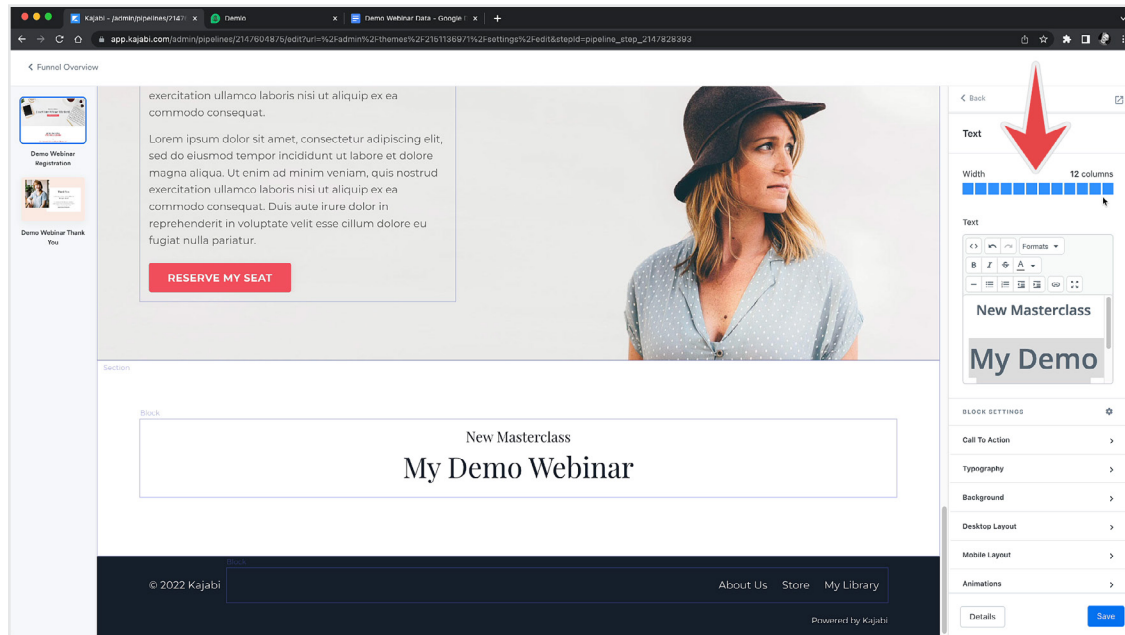 Kajabi - /admin/pipelines/2147
Demio
Demo Webinar Data - Google
app.kajabi.com/admin/pipelines/2147604876/edit?url=%2Fadmin%2Fthemes%2F2151136971%2Fsettings%2Fedit&stepId=pipeline_step_2147828393
Funnel Overview
Demo Webinar
Registration
Demo Webinar Thank
You
exercitation ullamco laboris nisi ut aliquip ex ea
commodo consequat.
Lorem ipsum dolor sit amet, consectetur adipiscing elit,
sed do eiusmod tempor incididunt ut labore et dolore
magna aliqua. Ut enim ad minim veniam, quis nostrud
exercitation ullamco laboris nisi ut aliquip ex ea
commodo consequat. Duis aute irure dolor in
reprehenderit in voluptate velit esse cillum dolore eu
fugiat nulla pariatur.
RESERVE MY SEAT
Section
Block
New Masterclass
My Demo Webinar
Block
© 2022 Kajabi
About Us Store My Library
Powered by Kajabi
Back
Text
Width 12 columns
Text
Formats
B I S A
New Masterclass
My Demo
BLOCK SETTINGS
Call To Action
Typography
Background
Desktop Layout
Mobile Layout
Animations
Details
Save